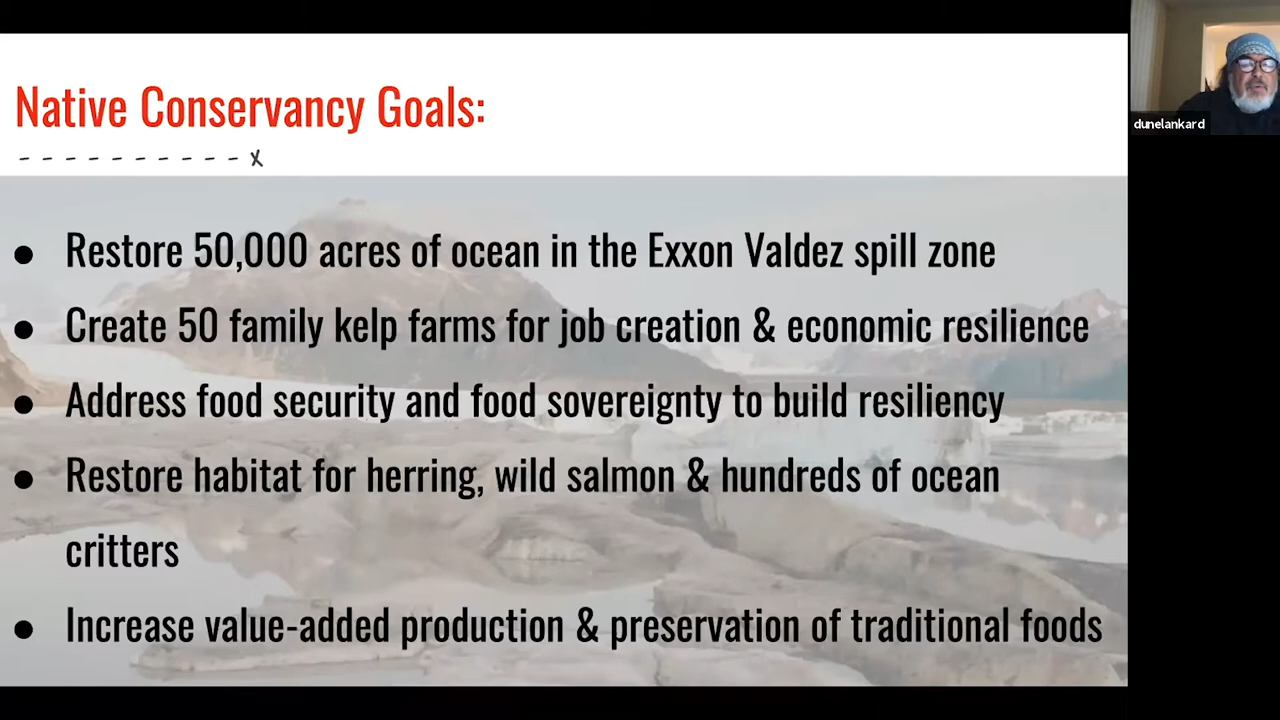 Native Conservancy Goals:
- - - - - - - - - - x
● Restore 50,000 acres of ocean in the Exxon Valdez spill zone
● Create 50 family kelp farms for job creation & economic resilience
● Address food security and food sovereignty to build resiliency
● Restore habitat for herring, wild salmon & hundreds of ocean
critters
● Increase value-added production & preservation of traditional foods
dunelankard